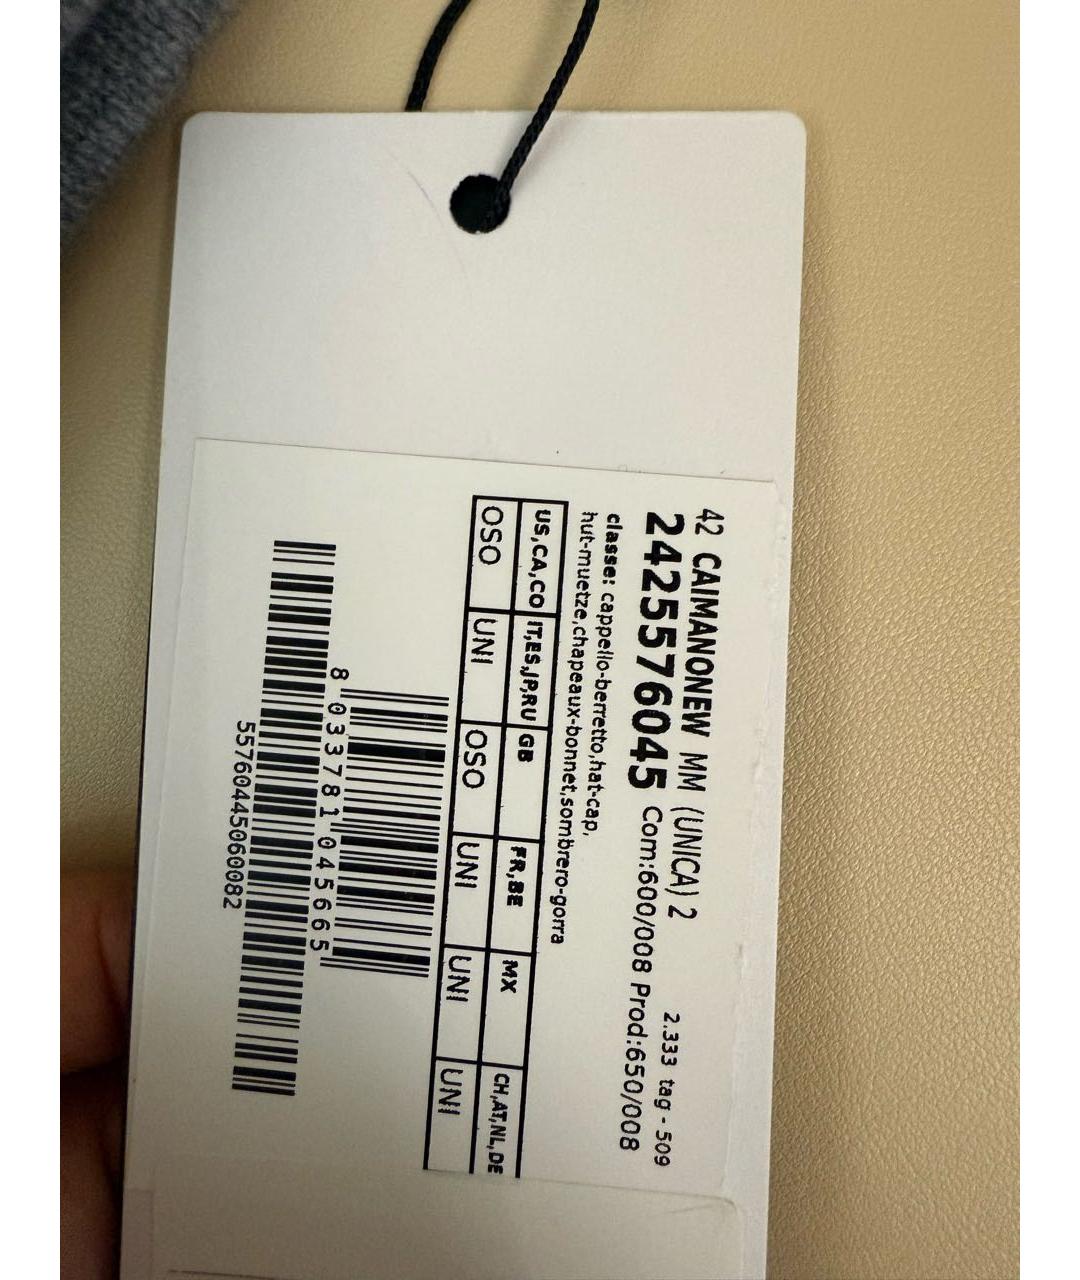 42 CAIMANONEW MM (UNICA) 2
2.333 tag - 509
2425576045 Com:600/008 Prod:650/008
classe: cappello-berretto,hat-cap,
hut-muetze,chapeaux-bonnet,sombrero-gorra
US,CA,CO IT,ES,JP,RU GB FR,BE MX CH,AT,NL,DE
OSO UNI OSO UNI UNI UNI
8 033781 045665
55760445060082